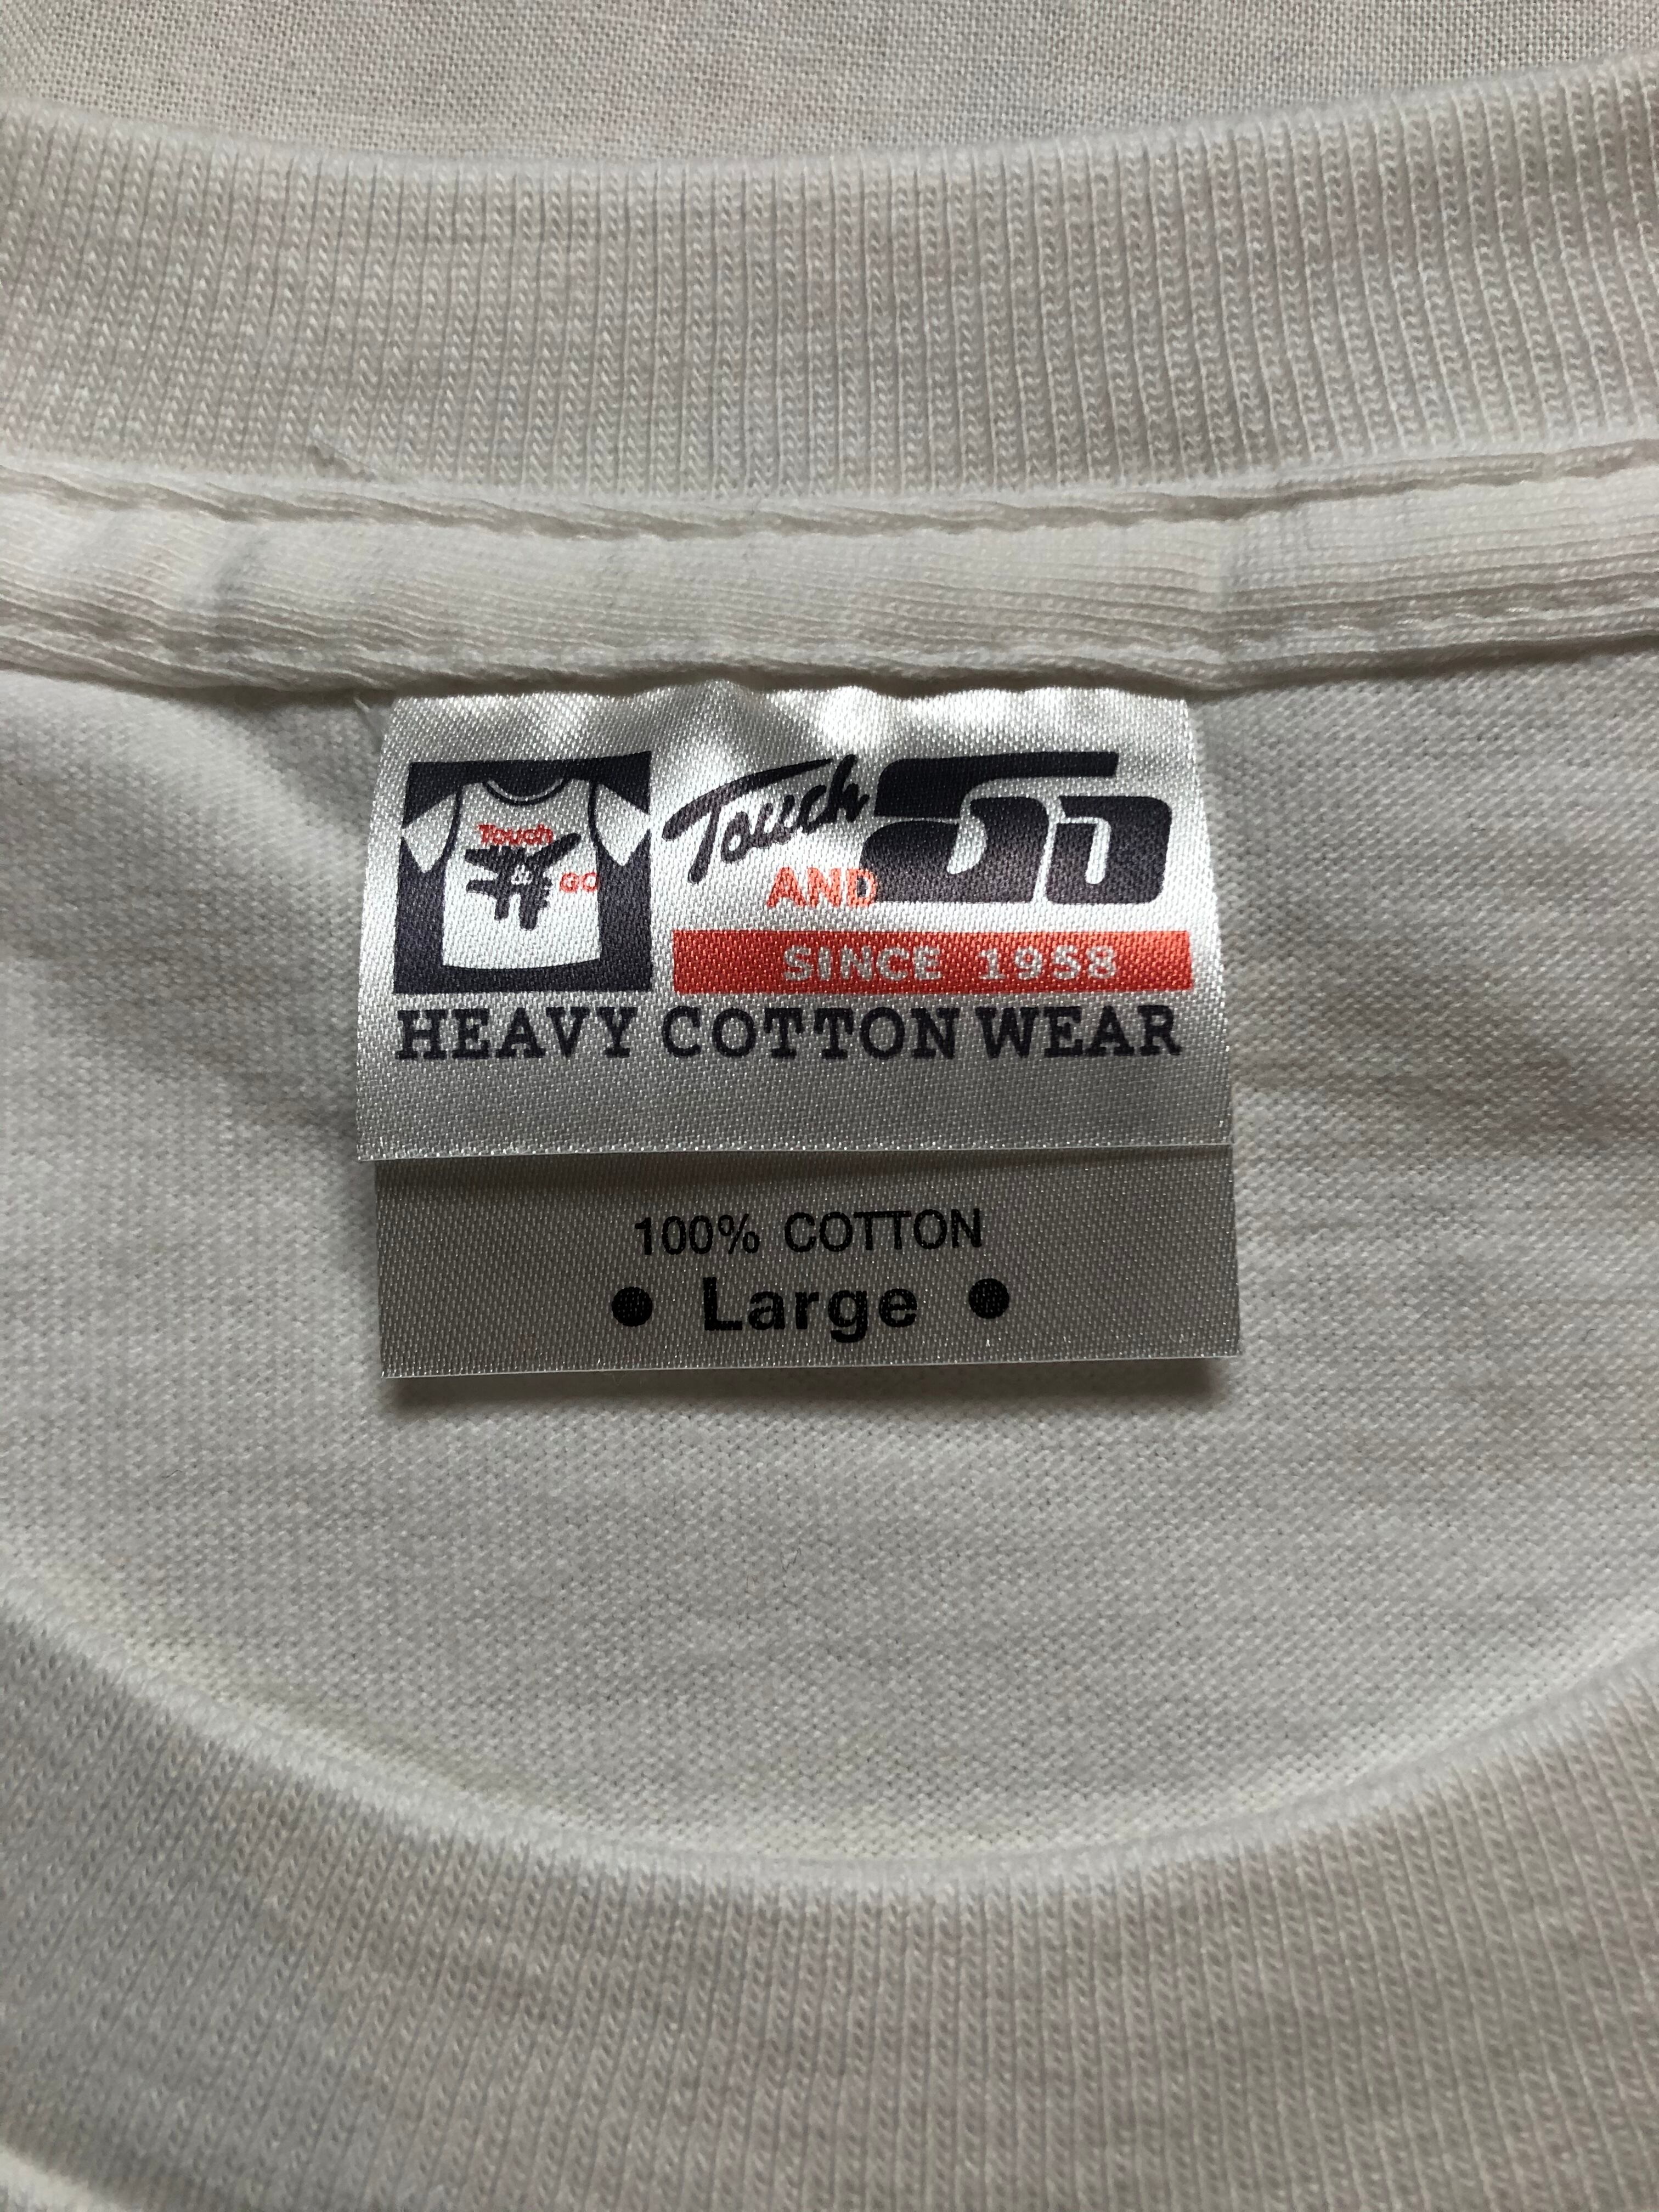 Touch
& GO
Touch
AND GO
SINCE 1958
HEAVY COTTON WEAR
100% COTTON
• Large •